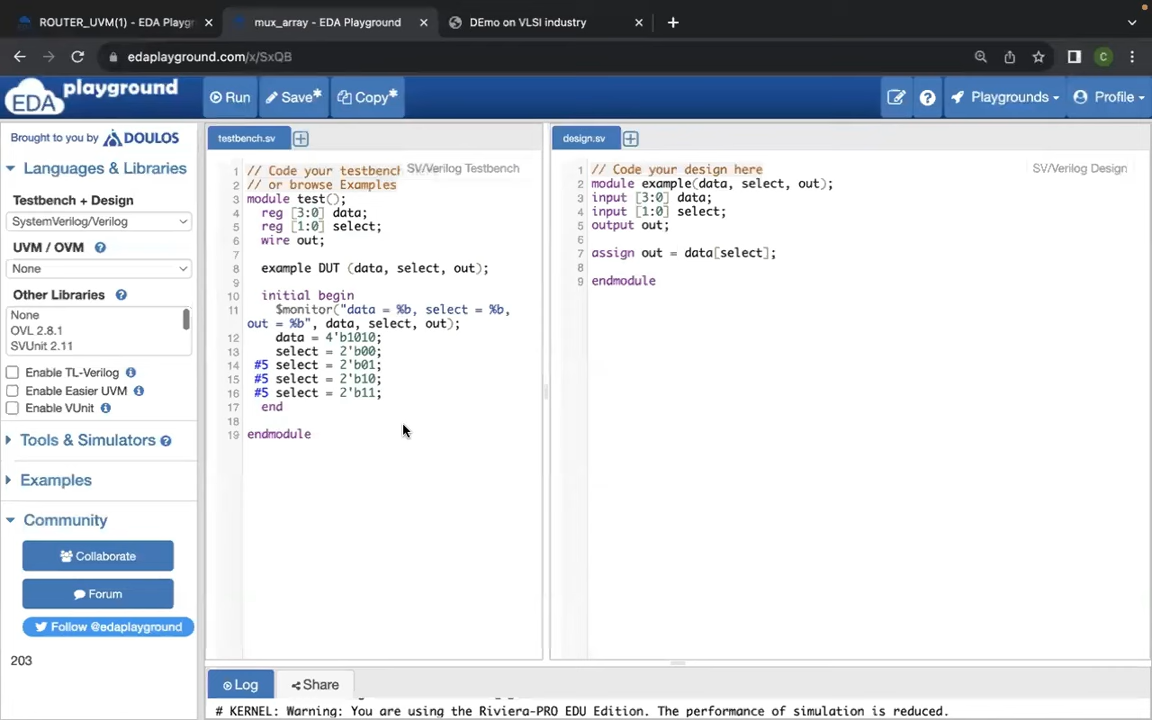 ROUTER_UVM(1) - EDA Playgr
mux_array - EDA Playground
DEmo on VLSI industry
edaplayground.com/x/SxQB
C
EDA playground
Run
Save*
Copy*
Playgrounds
Profile
Brought to you by DOULOS
Languages & Libraries
Testbench + Design
SystemVerilog/Verilog
UVM / OVM
None
Other Libraries
None
OVL 2.8.1
SVUnit 2.11
Enable TL-Verilog
Enable Easier UVM
Enable VUnit
Tools & Simulators
Examples
Community
Collaborate
Forum
Follow @edaplayground
203
testbench.sv
SV/Verilog Testbench
1 // Code your testbench
2 // or browse Examples
3 module test();
4 reg [3:0] data;
5 reg [1:0] select;
6 wire out;
7
8 example DUT (data, select, out);
9
10 initial begin
11 $monitor("data = %b, select = %b,
out = %b", data, select, out);
12 data = 4'b1010;
13 select = 2'b00;
14 #5 select = 2'b01;
15 #5 select = 2'b10;
16 #5 select = 2'b11;
17 end
18
19 endmodule
design.sv
SV/Verilog Design
1 // Code your design here
2 module example(data, select, out);
3 input [3:0] data;
4 input [1:0] select;
5 output out;
6
7 assign out = data[select];
8
9 endmodule
Log
Share
# KERNEL: Warning: You are using the Riviera-PRO EDU Edition. The performance of simulation is reduced.